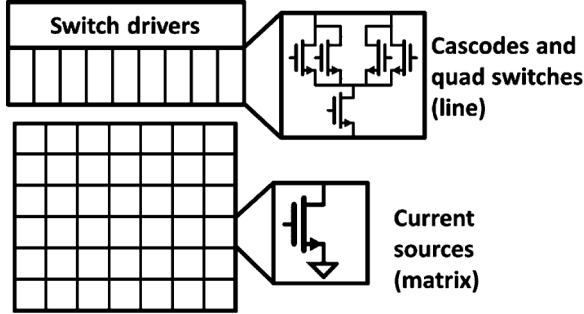 Switch drivers
Cascodes and
quad switches
(line)
Current
sources
(matrix)